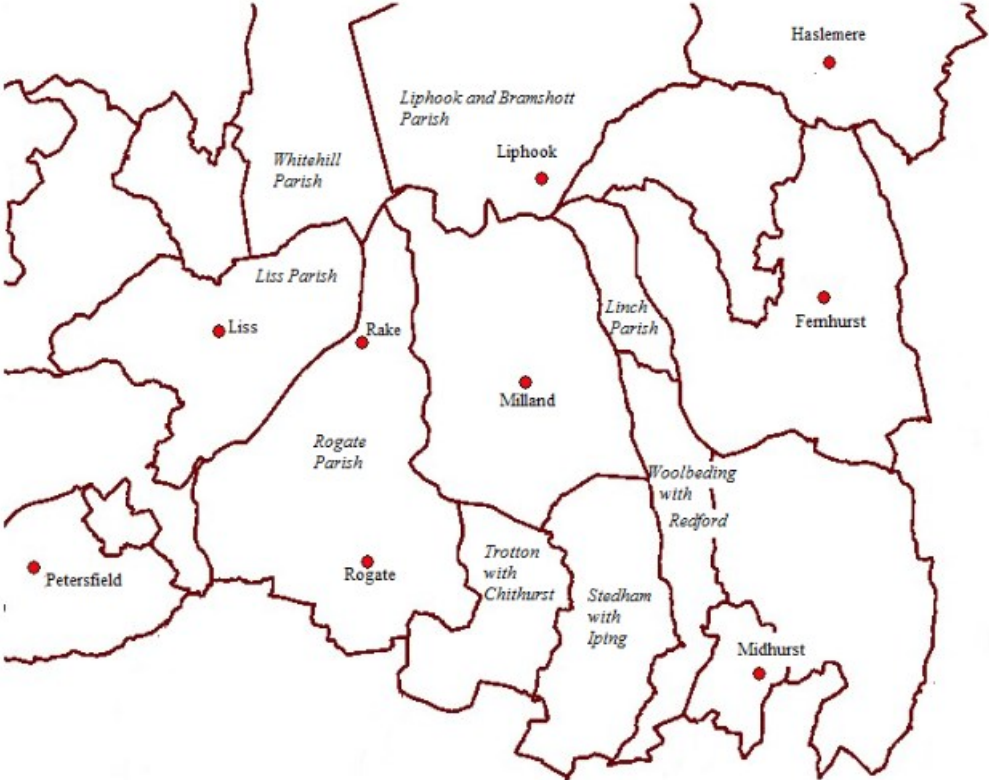 Haslemere
Liphook and Bramshott
Parish
Liphook
Whitehill
Parish
Liss Parish
Linch
Parish
Fernhurst
Liss
Rake
Milland
Rogate
Parish
Woolbeding
with
Redford
Trotton
with
Chithurst
Rogate
Petersfield
Stedham
with
Iping
Midhurst